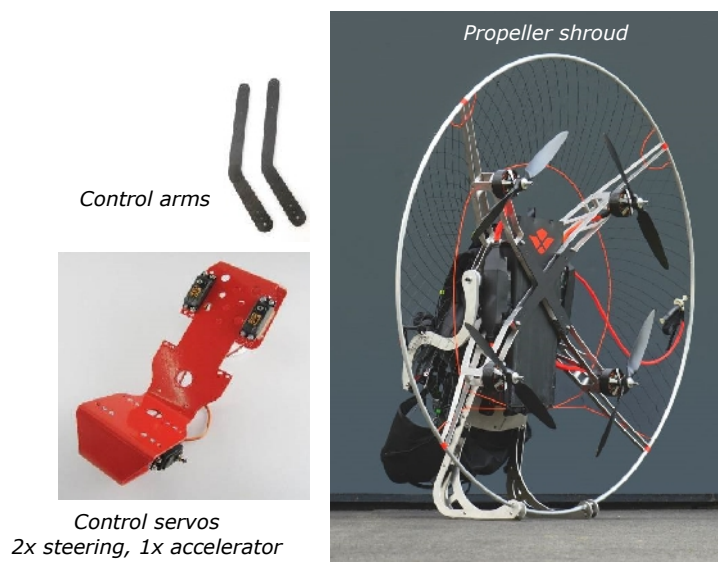 Propeller shroud
Control arms
Control servos
2x steering, 1x accelerator